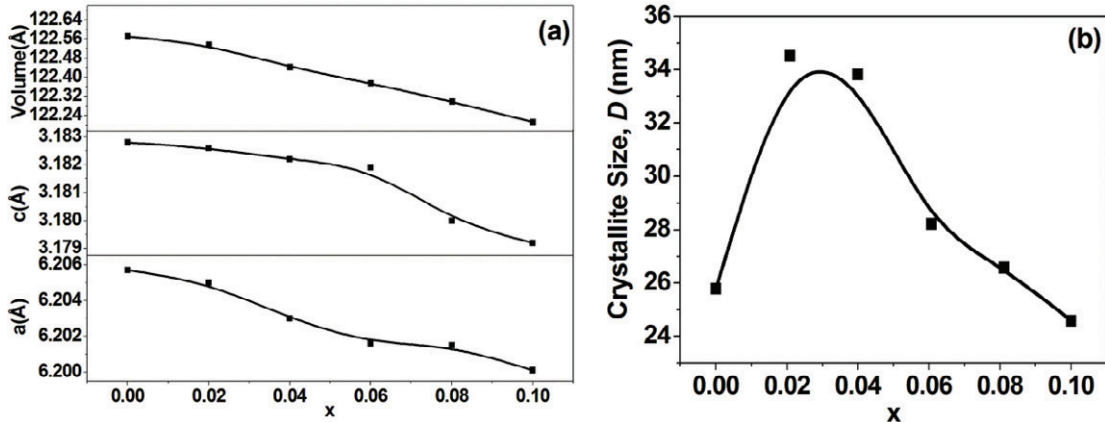 (a)
Volume(Å)
122.64
122.56
122.48
122.40
122.32
122.24
c(Å)
3.183
3.182
3.181
3.180
3.179
a(Å)
6.206
6.204
6.202
6.200
0.00 0.02 0.04 0.06 0.08 0.10
x
(b)
Crystallite Size, D (nm)
36
34
32
30
28
26
24
0.00 0.02 0.04 0.06 0.08 0.10
x